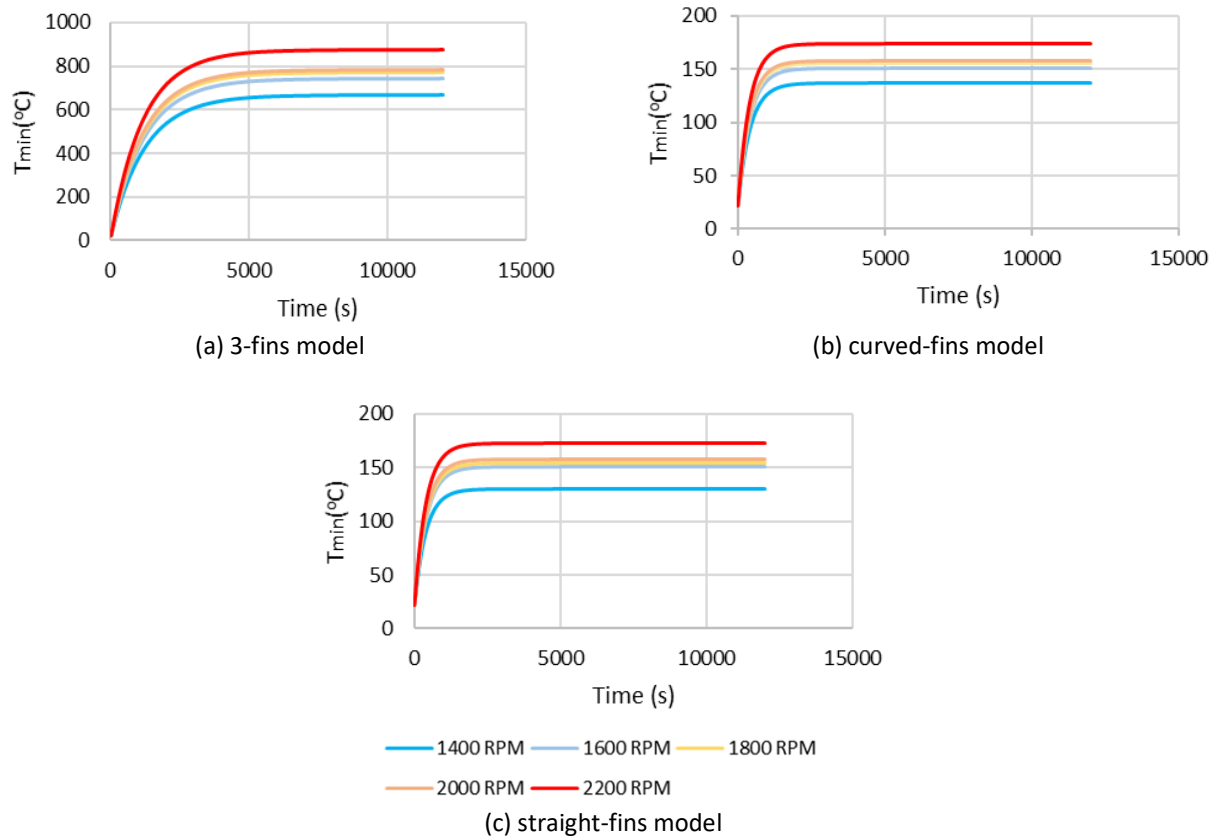 1000
800
600
400
200
0
Tmin(°C)
0 5000 10000 15000
Time (s)
(a) 3-fins model
200
150
100
50
0
Tmin(°C)
0 5000 10000 15000
Time (s)
(b) curved-fins model
200
150
100
50
0
Tmin(°C)
0 5000 10000 15000
Time (s)
1400 RPM 1600 RPM 1800 RPM
2000 RPM 2200 RPM
(c) straight-fins model